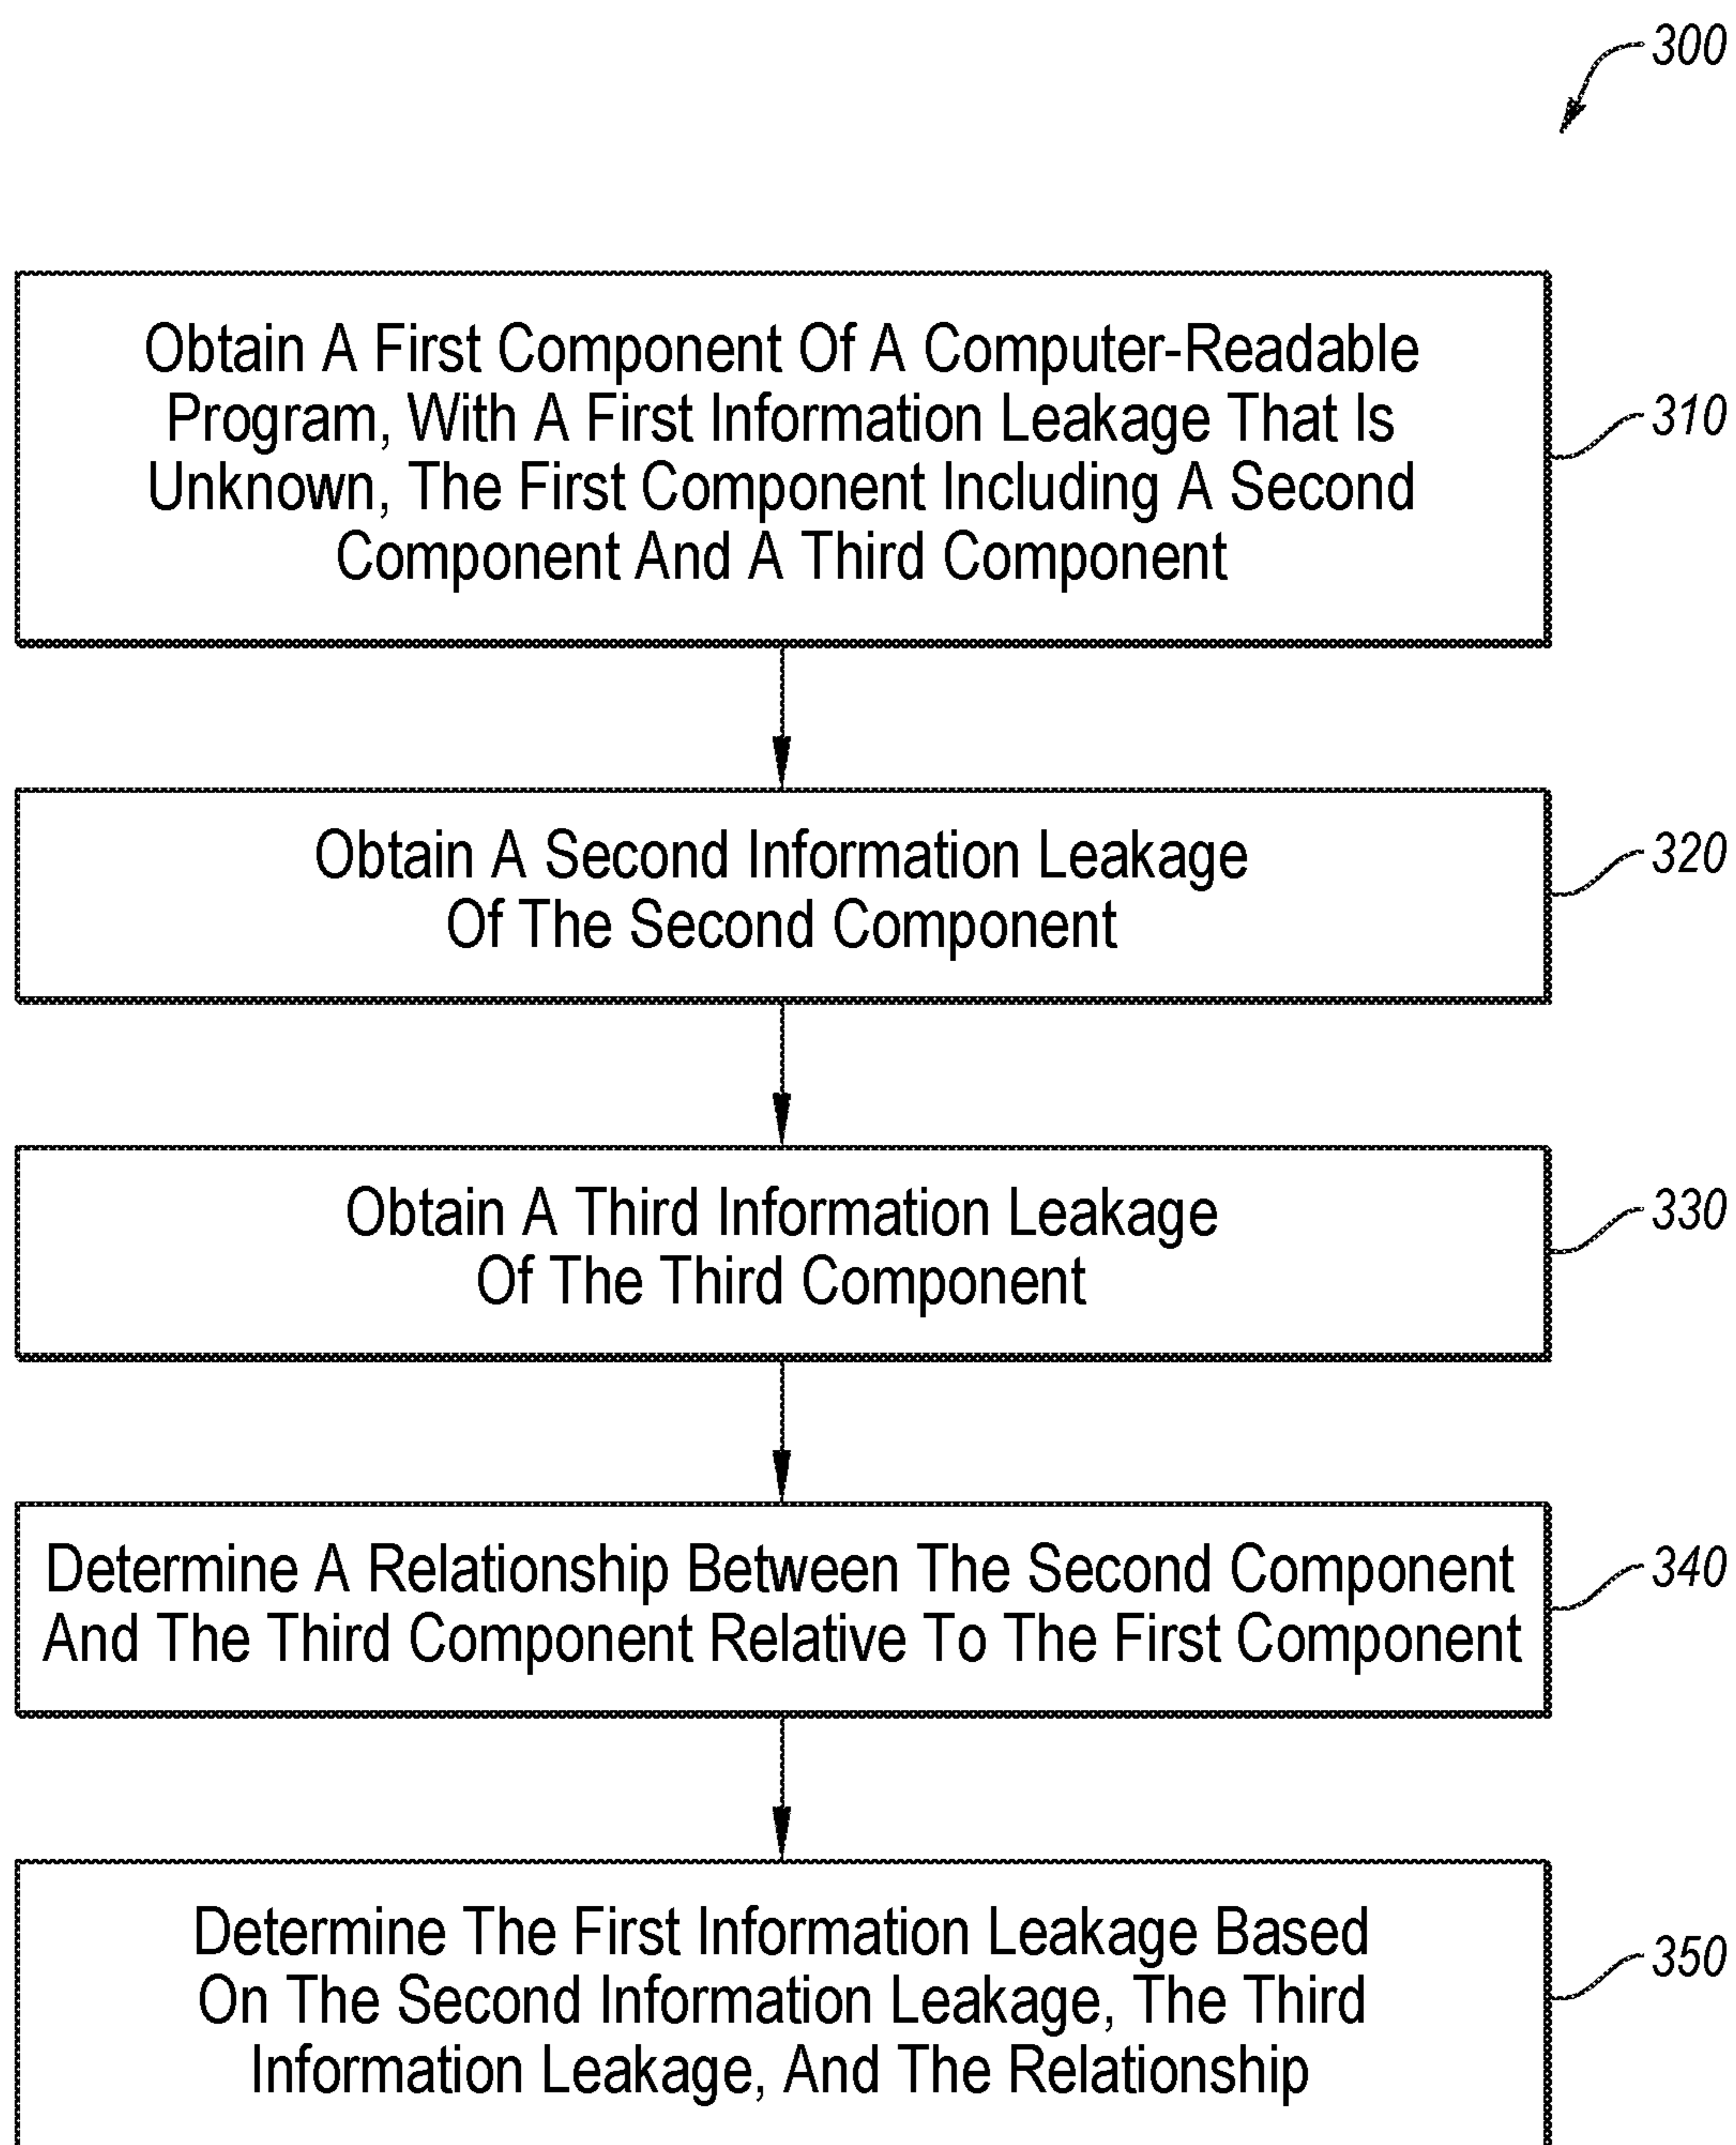 300
Obtain A First Component Of A Computer-Readable
Program, With A First Information Leakage That Is
Unknown, The First Component Including A Second
Component And A Third Component
310
Obtain A Second Information Leakage
Of The Second Component
320
Obtain A Third Information Leakage
Of The Third Component
330
Determine A Relationship Between The Second Component
And The Third Component Relative To The First Component
340
Determine The First Information Leakage Based
On The Second Information Leakage, The Third
Information Leakage, And The Relationship
350